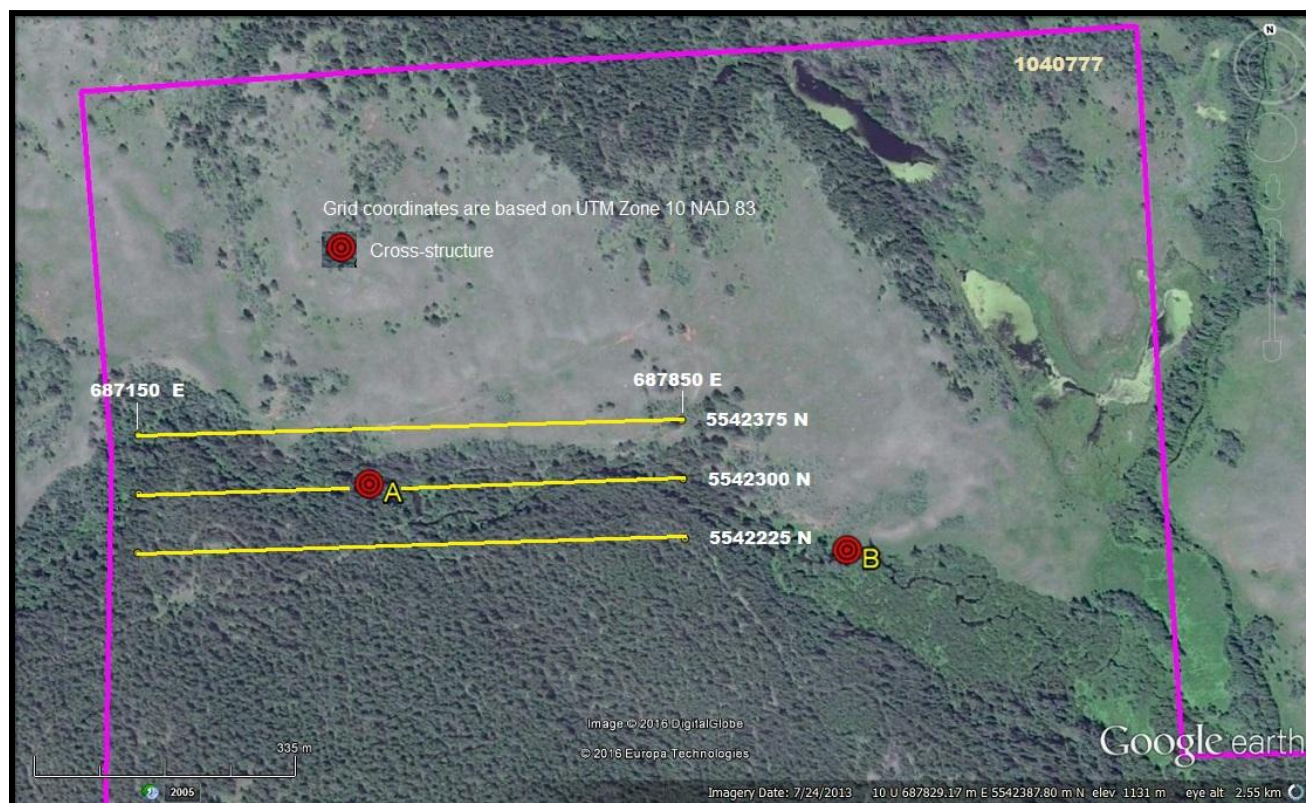 N
1040777
Grid coordinates are based on UTM Zone 10 NAD 83
Cross-structure
687150 E
687850 E
5542375 N
A
5542300 N
5542225 N
B
Image © 2016 DigitalGlobe
© 2016 Europa Technologies
Google earth
335 m
2005
Imagery Date: 7/24/2013 10 U 687829.17 m E 5542387.80 m N elev 1131 m eye alt 2.55 km